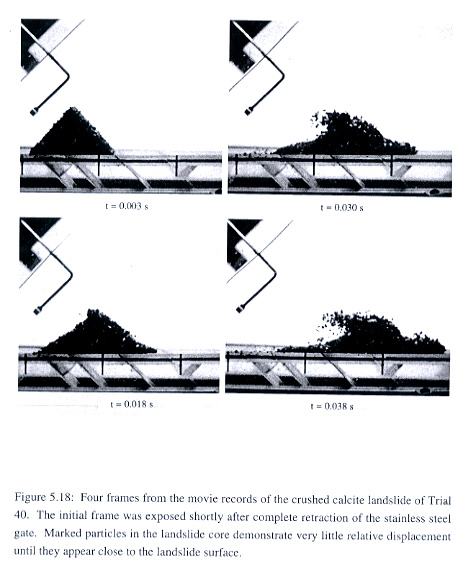 t = 0.003 s
t = 0.030 s
t = 0.018 s
t = 0.038 s
Figure 5.18: Four frames from the movie records of the crushed calcite landslide of Trial
40. The initial frame was exposed shortly after complete retraction of the stainless steel
gate. Marked particles in the landslide core demonstrate very little relative displacement
until they appear close to the landslide surface.